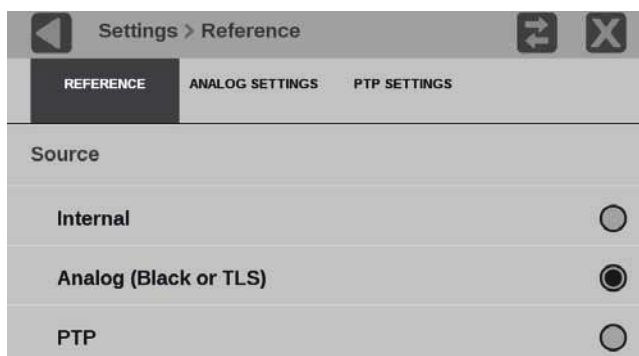 Settings > Reference
REFERENCE ANALOG SETTINGS PTP SETTINGS
Source
Internal
Analog (Black or TLS)
PTP